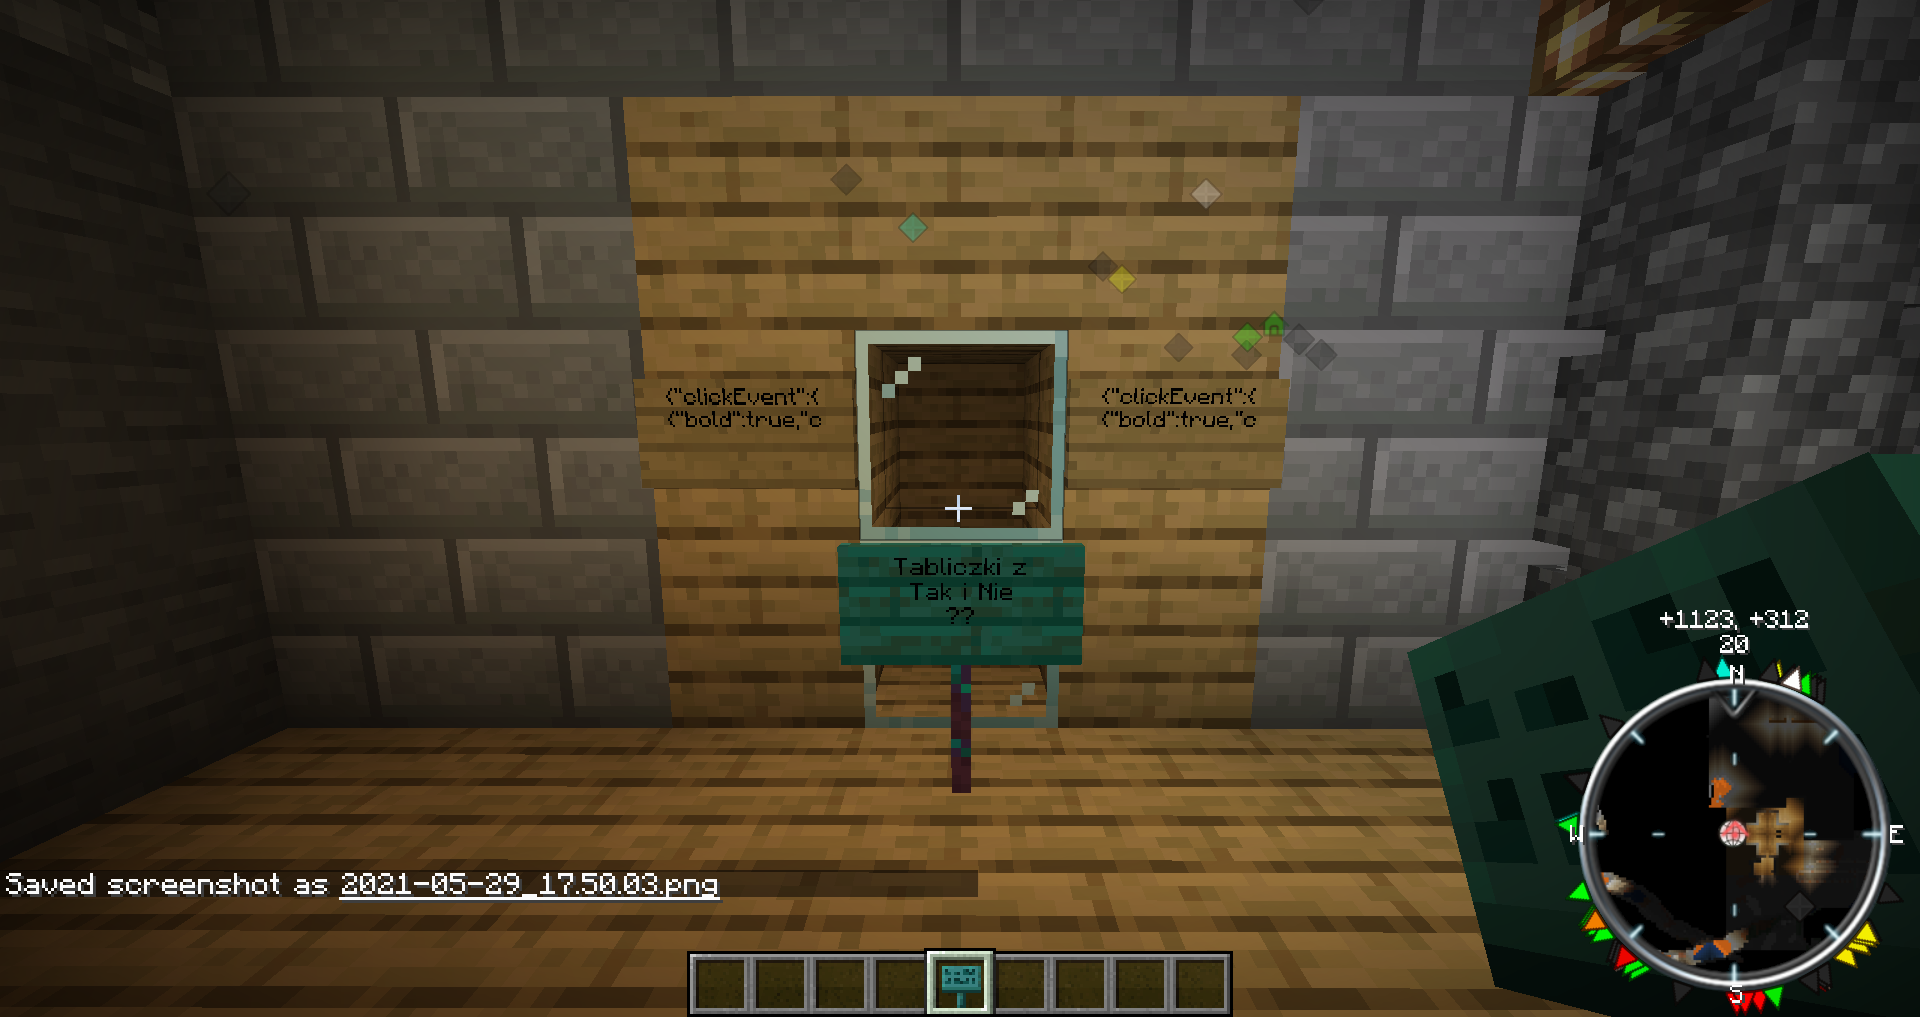 {"clickEvent":{
{"bold":true,"c
{"clickEvent":{
{"bold":true,"c
Tabliczki z
Tak i Nie
??
+1123, +312
20
N
W
E
S
Saved screenshot as 2021-05-29_17.50.03.png